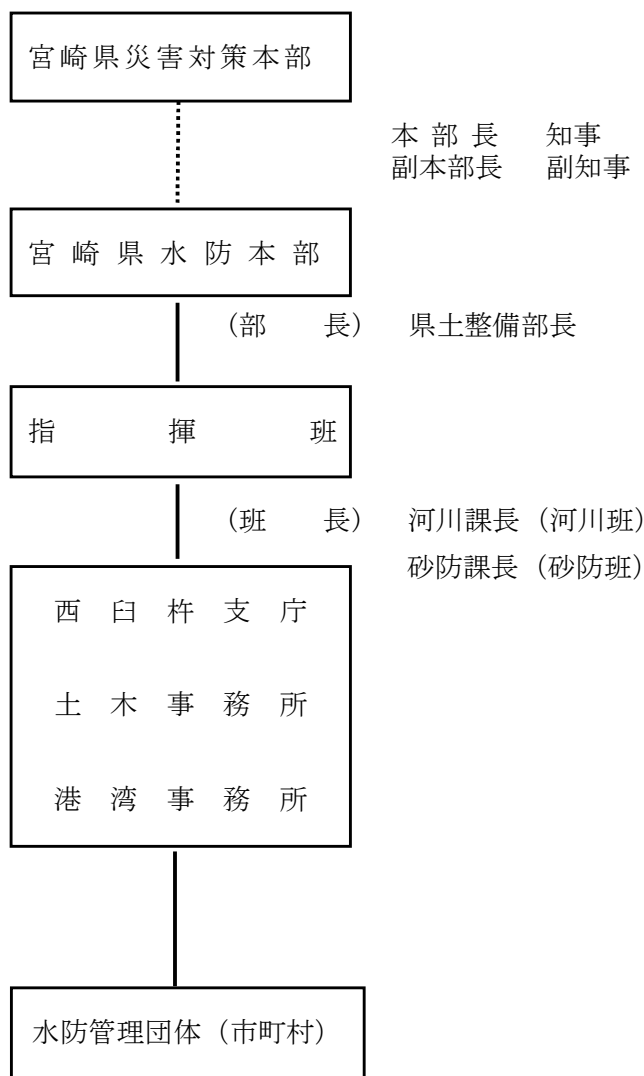 宮崎県災害対策本部
本部長 知事
副本部長 副知事
宮崎県水防本部
(部 長) 県土整備部長
指揮班
(班 長) 河川課長 (河川班)
砂防課長 (砂防班)
西臼杵支庁
土木事務所
港湾事務所
水防管理団体 (市町村)